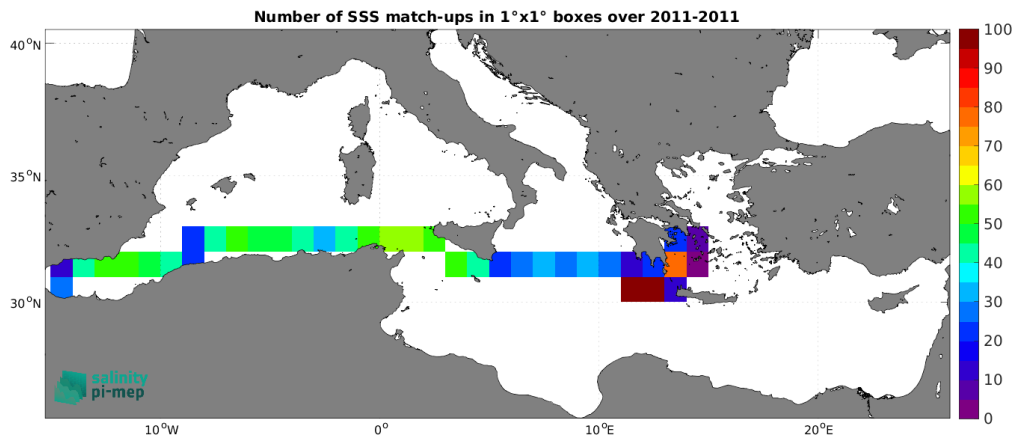 Number of SSS match-ups in 1°x1° boxes over 2011-2011
40°N
35°N
30°N
10°W
0°
10°E
20°E
100
90
80
70
60
50
40
30
20
10
0
salinity
pi-mep